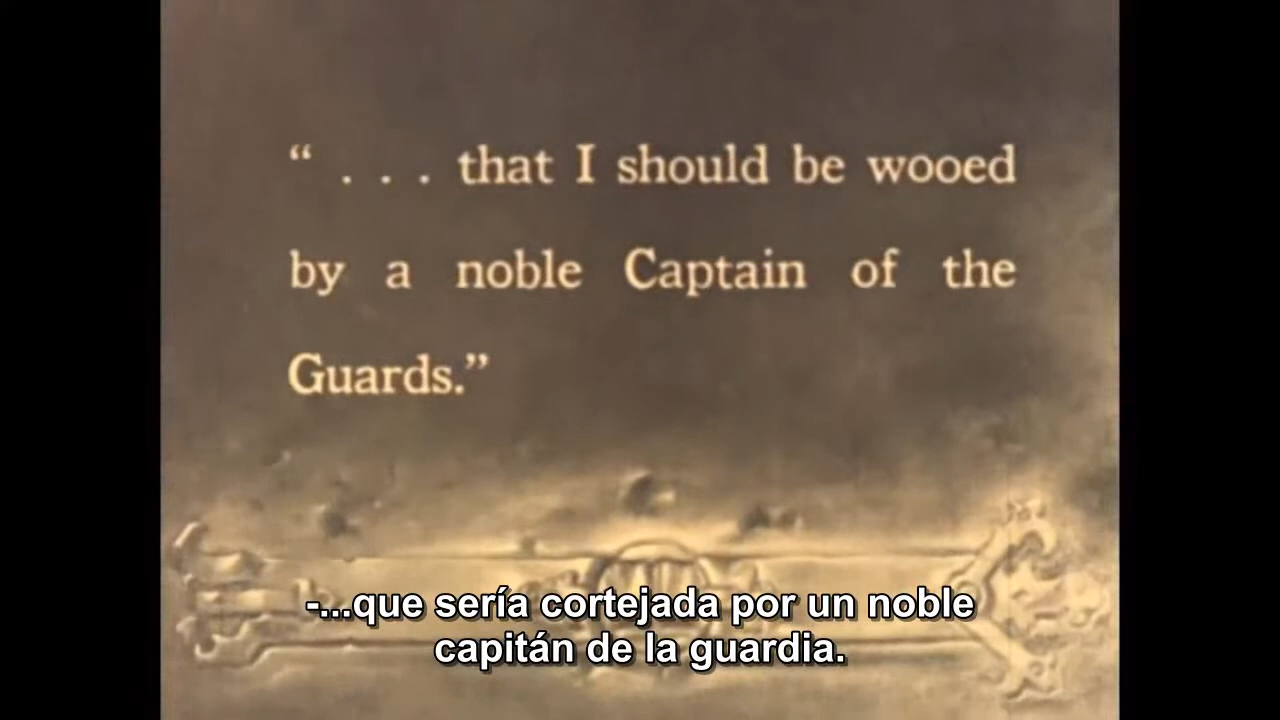 “ . . . that I should be wooed
by a noble Captain of the
Guards.”
-...que sería cortejada por un noble
capitán de la guardia.